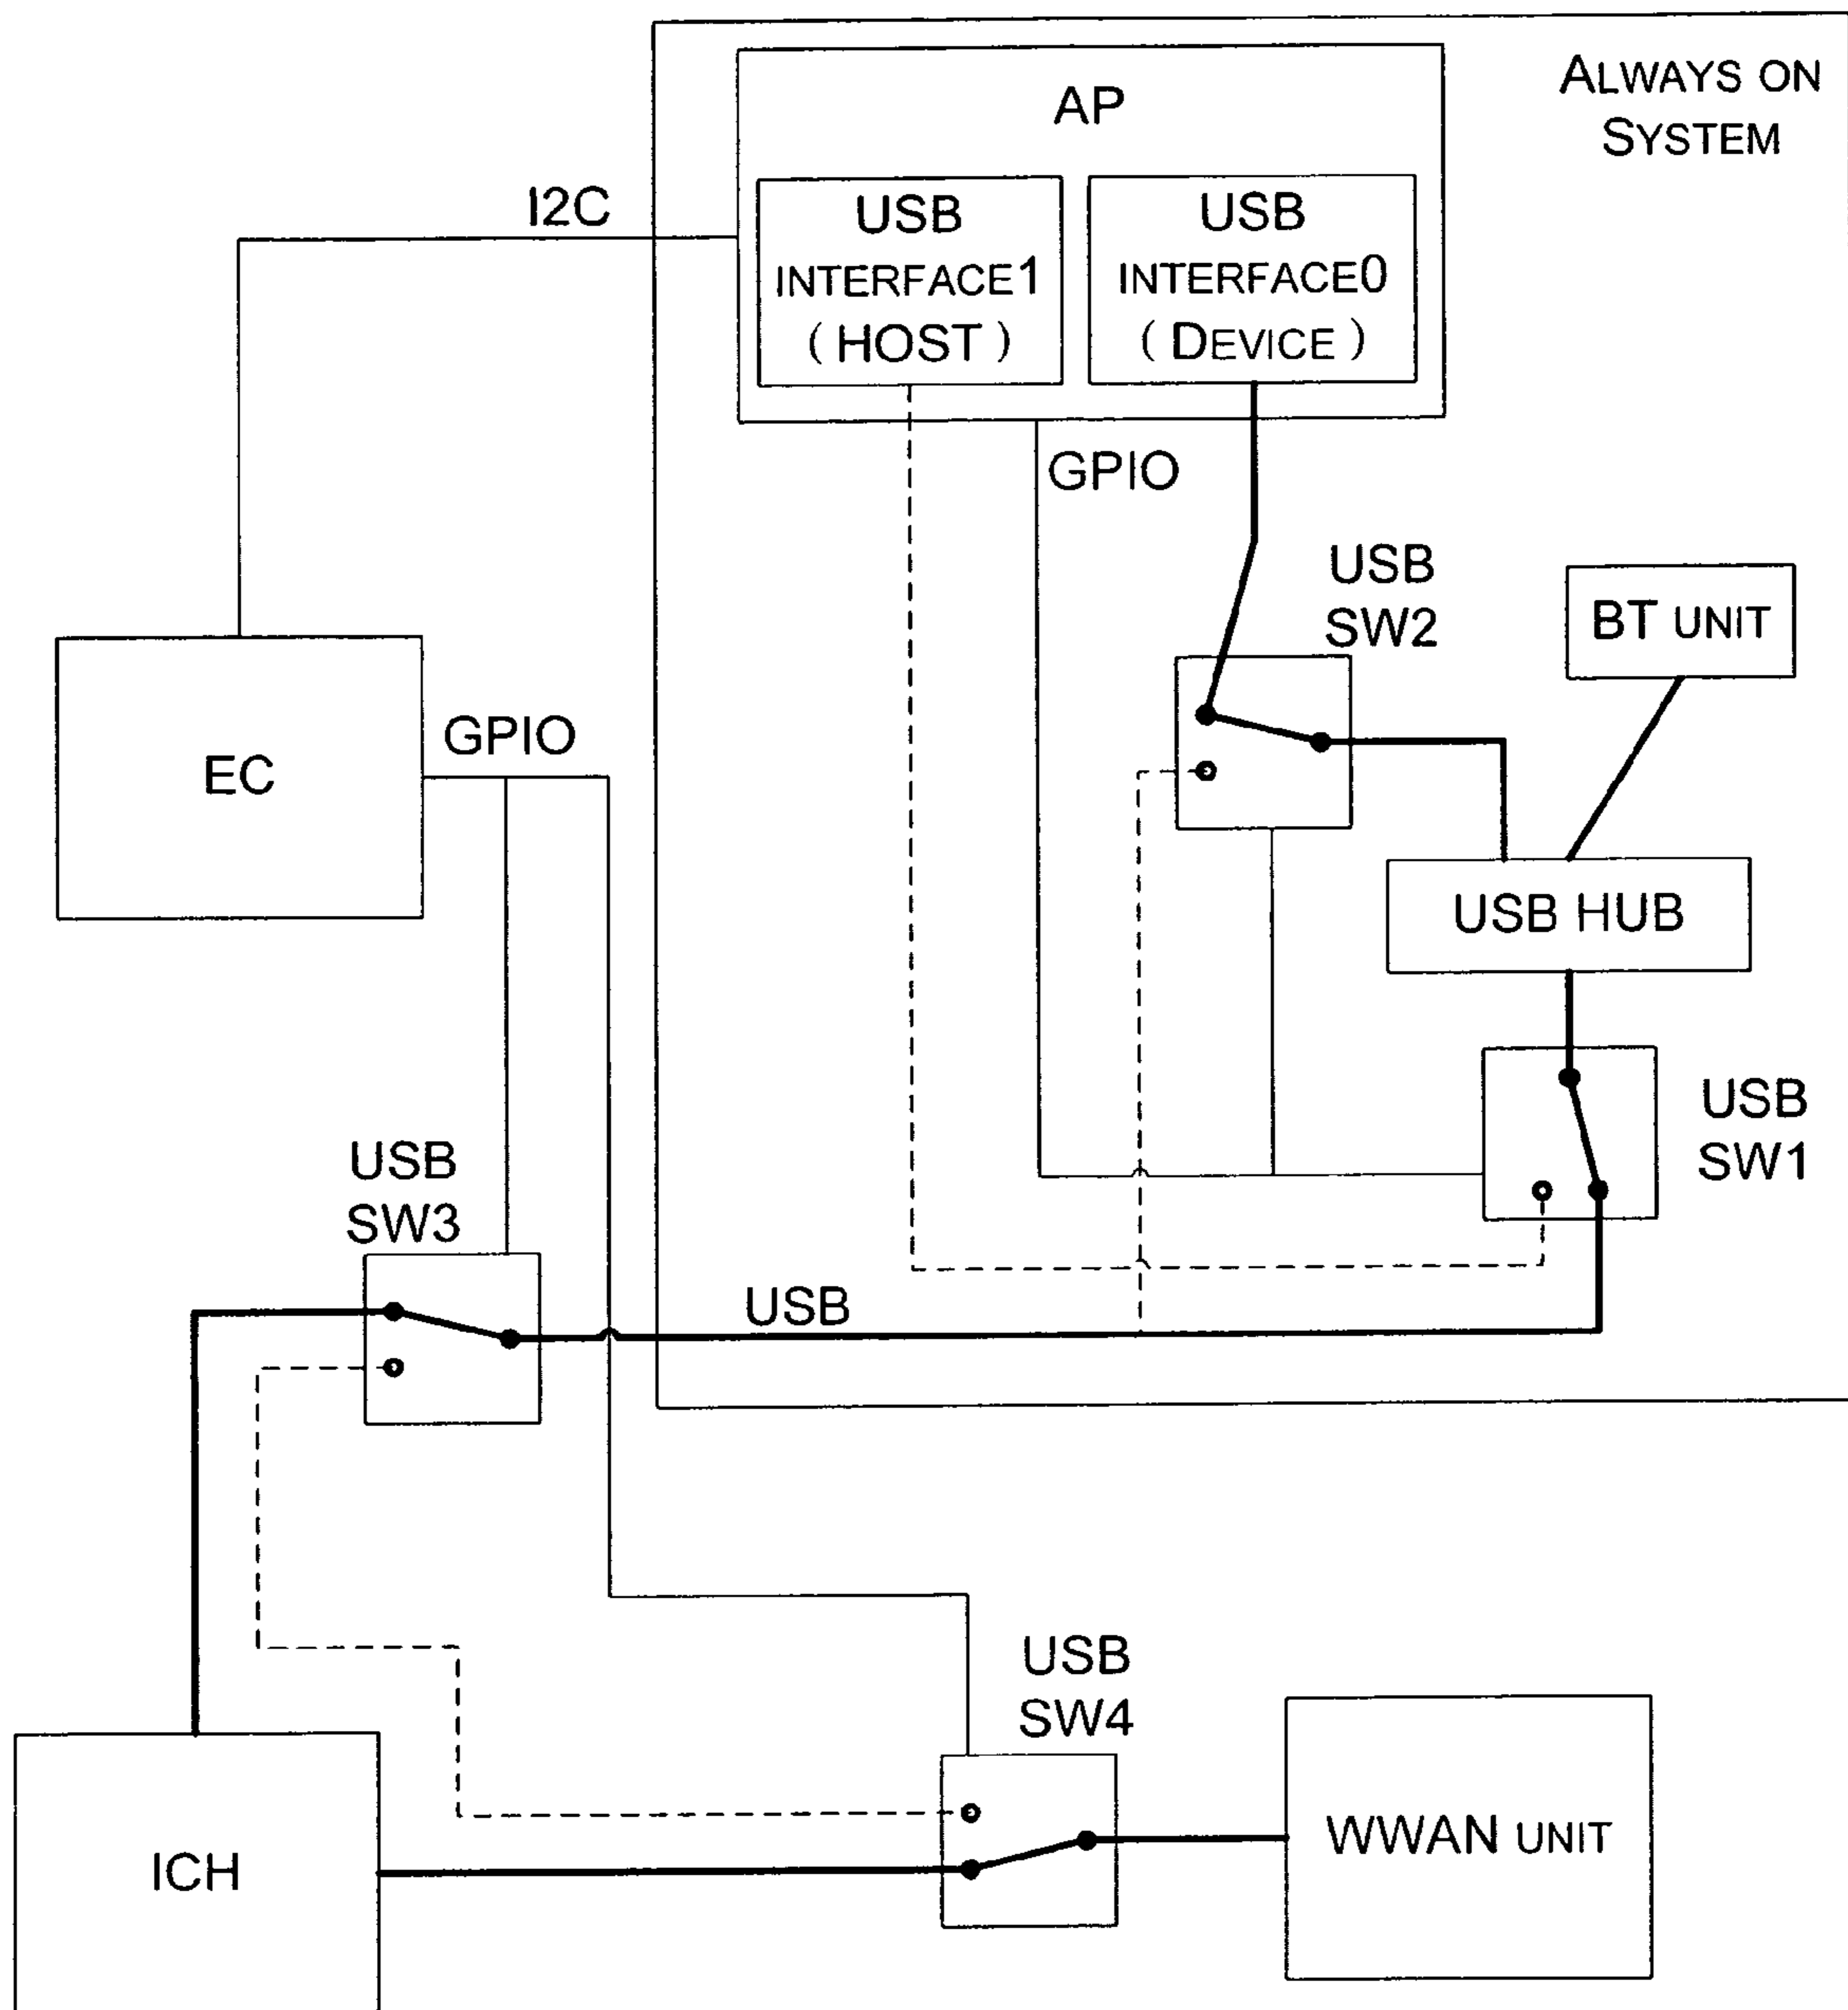 ALWAYS ON
SYSTEM
AP
I2C
USB
INTERFACE1
( HOST )
USB
INTERFACE0
( DEVICE )
GPIO
USB
SW2
BT UNIT
EC
GPIO
USB HUB
USB
SW1
USB
SW3
USB
USB
SW4
ICH
WWAN UNIT